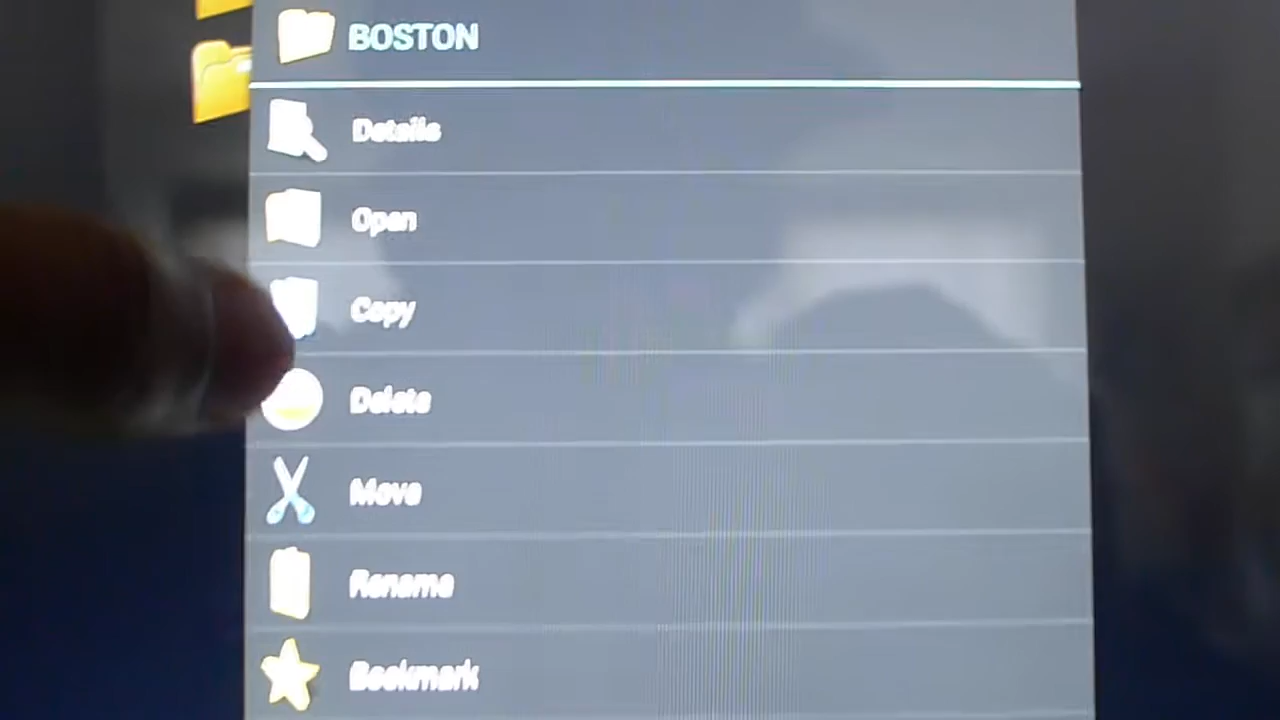 BOSTON
Details
Open
Copy
Delete
Move
Rename
Bookmark